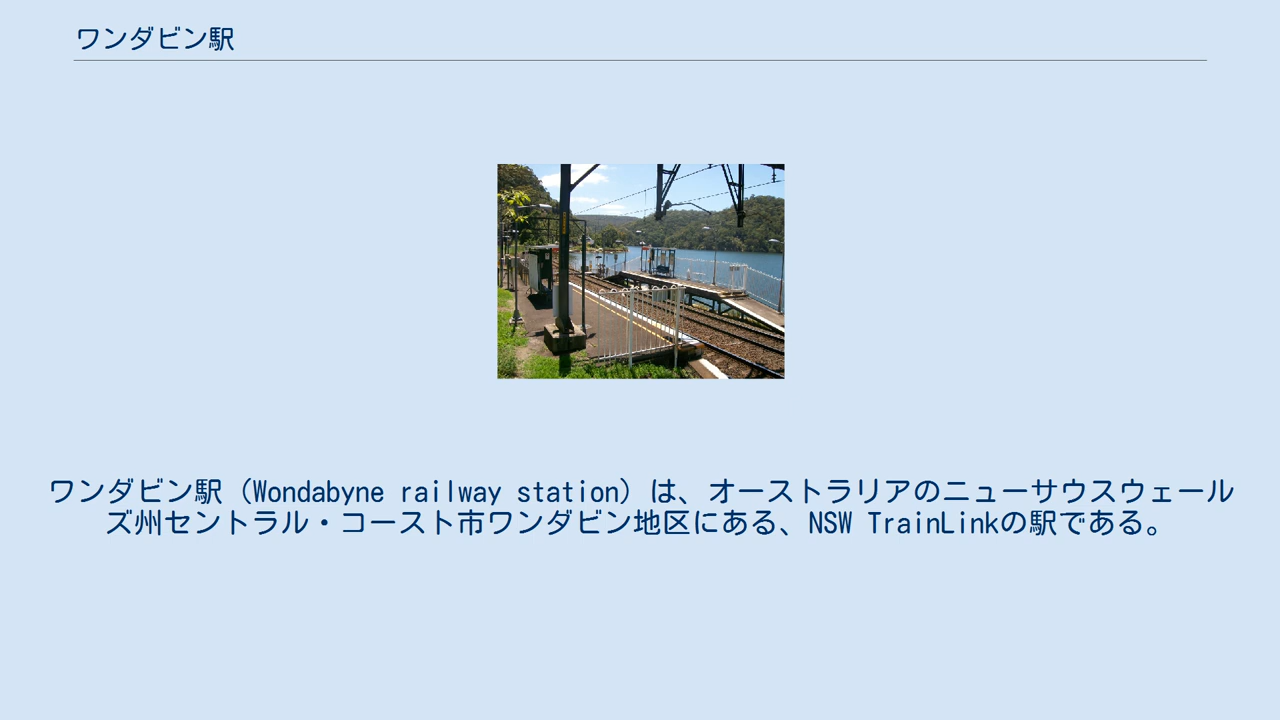 ワンダビン駅
ワンダビン駅（Wondabyne railway station）は、オーストラリアのニューサウスウェール
ズ州セントラル・コースト市ワンダビン地区にある、NSW TrainLinkの駅である。